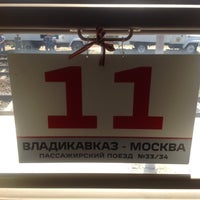 11
ВЛАДИКАВКАЗ - МОСКВА
ПАССАЖИРСКИЙ ПОЕЗД №33/34